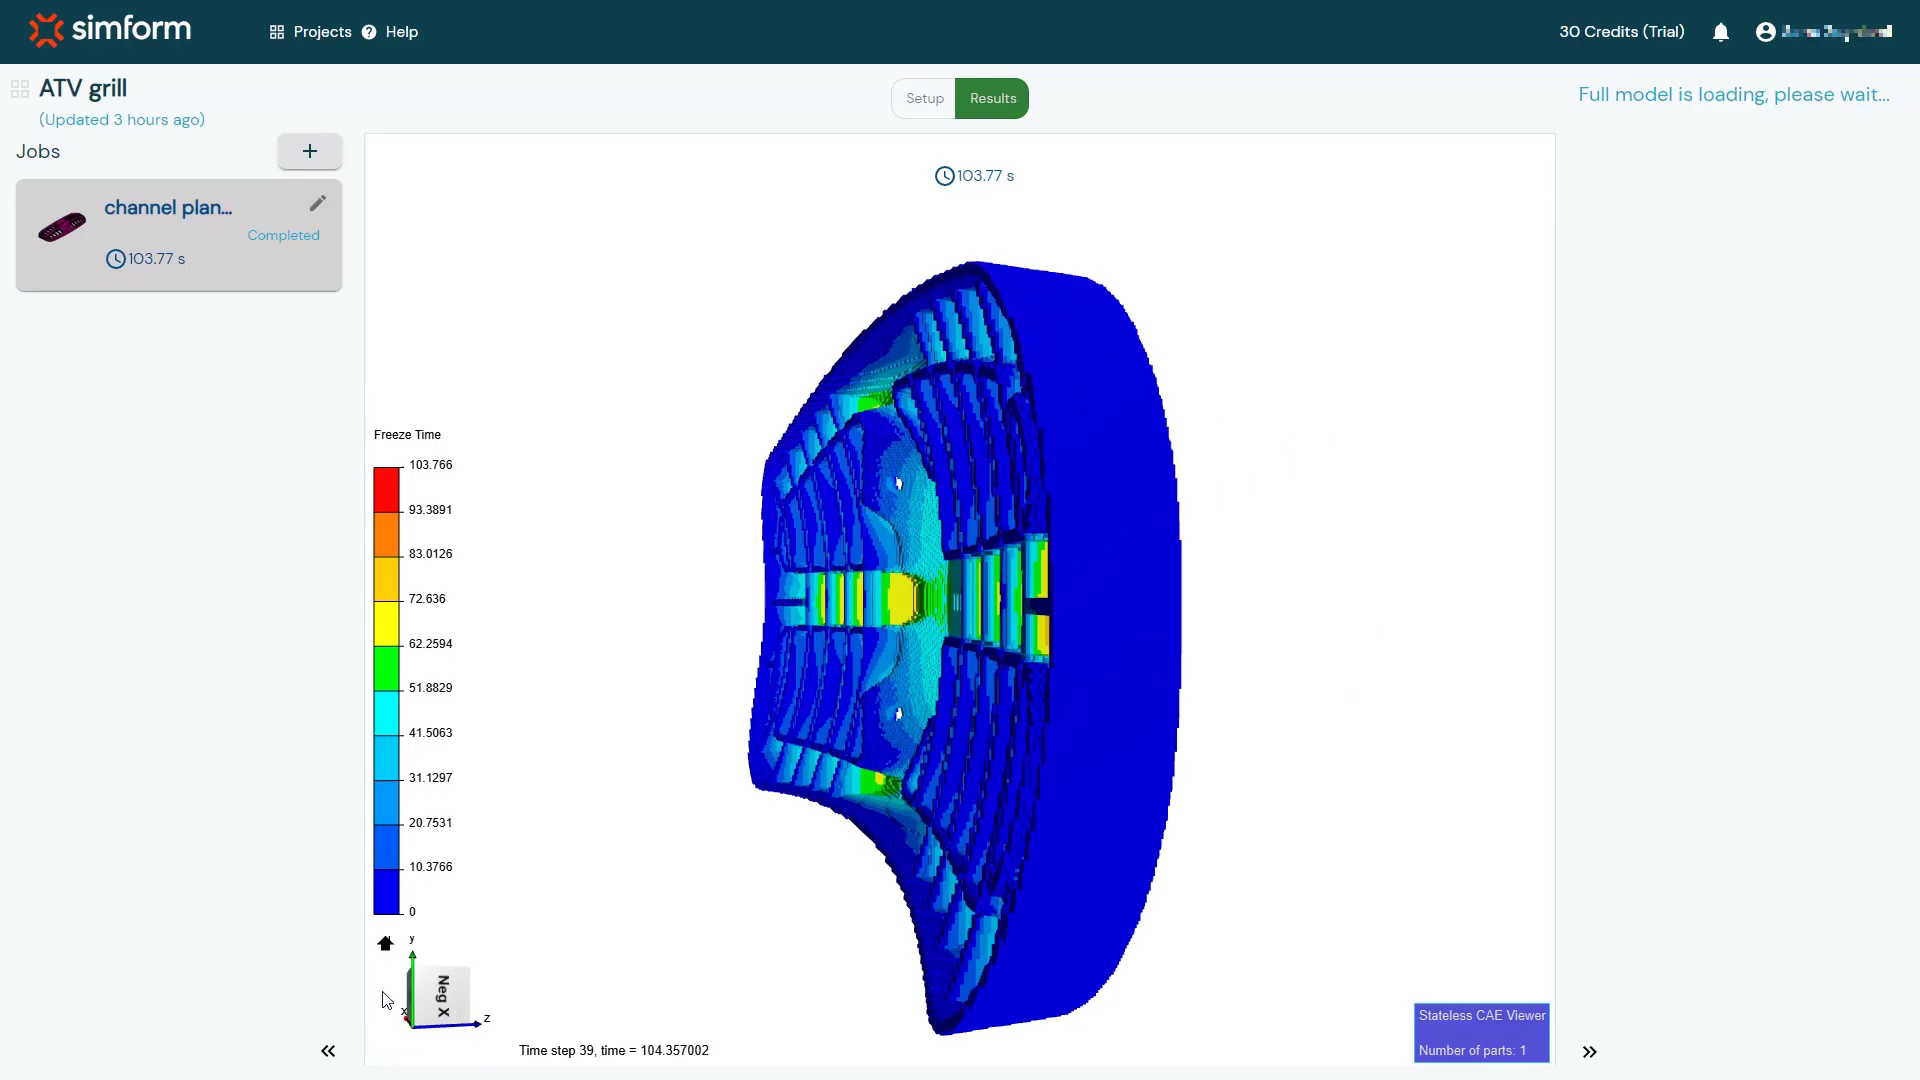 simform
Projects
Help
30 Credits (Trial)
ATV grill
(Updated 3 hours ago)
Setup
Results
Full model is loading, please wait...
Jobs
+
channel plan...
Completed
103.77 s
103.77 s
Freeze Time
103.766
93.3891
83.0126
72.636
62.2594
51.8829
41.5063
31.1297
20.7531
10.3766
0
y
Neg X
x
z
Time step 39, time = 104.357002
Stateless CAE Viewer
Number of parts: 1